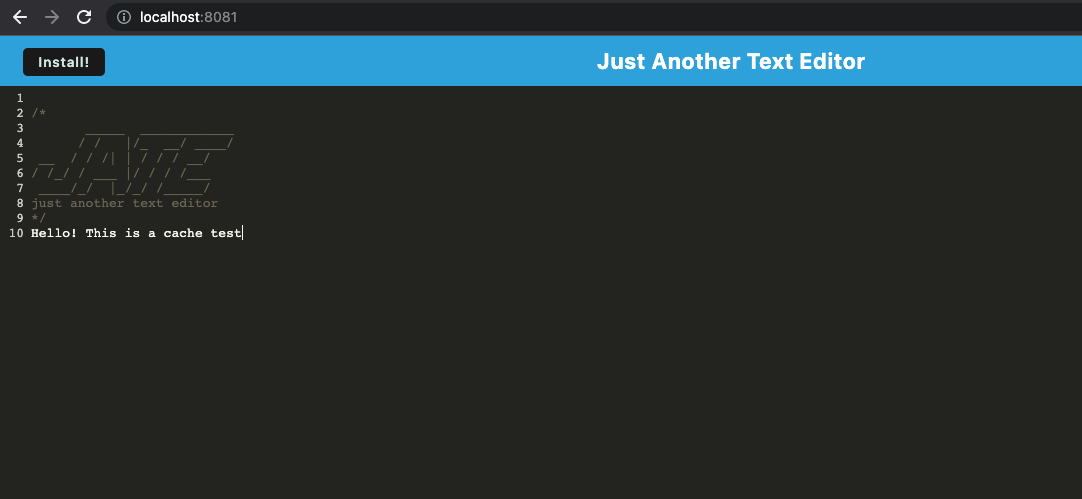 localhost:8081
Install!
Just Another Text Editor
1
2 /*
3        _____  ____________
4       / /   |/_  __/ ____/
5  __  / / /| | / / / __/
6 / /_/ / ___ |/ / / /___
7  ____/_/  |_/_/ /_____/
8 just another text editor
9 */
10 Hello! This is a cache test